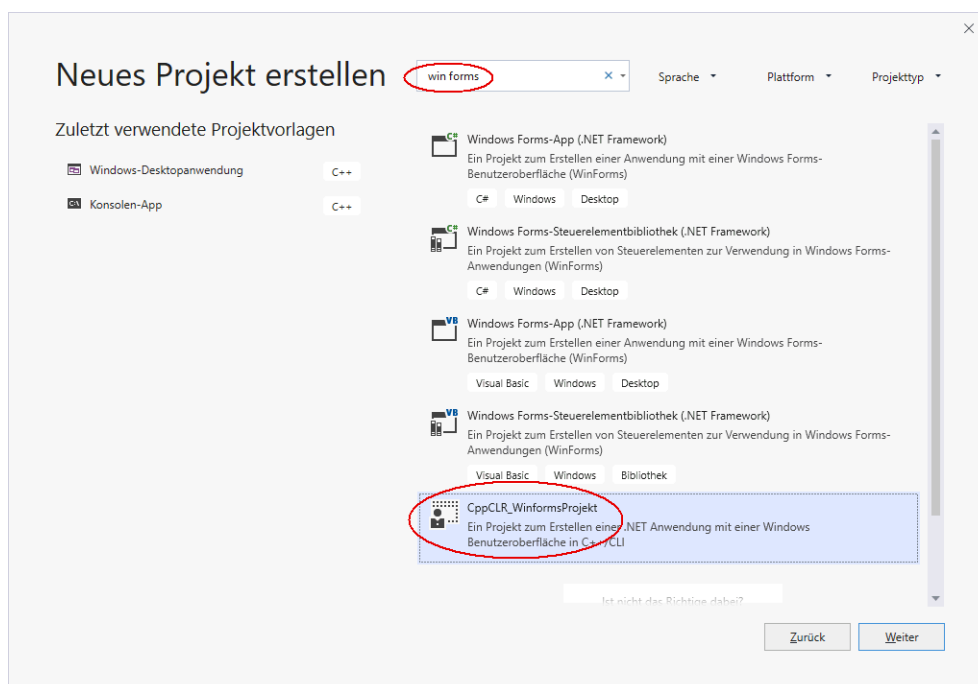 Neues Projekt erstellen
win forms
Sprache
Plattform
Projekttyp
Zuletzt verwendete Projektvorlagen
Windows-Desktopanwendung
C++
Konsolen-App
C++
C#
Windows Forms-App (.NET Framework)
Ein Projekt zum Erstellen einer Anwendung mit einer Windows Forms-
Benutzeroberfläche (WinForms)
C# Windows Desktop
C#
Windows Forms-Steuerelementbibliothek (.NET Framework)
Ein Projekt zum Erstellen von Steuerelementen zur Verwendung in Windows Forms-
Anwendungen (WinForms)
C# Windows Desktop
VB
Windows Forms-App (.NET Framework)
Ein Projekt zum Erstellen einer Anwendung mit einer Windows Forms-
Benutzeroberfläche (WinForms)
Visual Basic Windows Desktop
VB
Windows Forms-Steuerelementbibliothek (.NET Framework)
Ein Projekt zum Erstellen von Steuerelementen zur Verwendung in Windows Forms-
Anwendungen (WinForms)
Visual Basic Windows Bibliothek
CppCLR_WinformsProjekt
Ein Projekt zum Erstellen einer .NET Anwendung mit einer Windows
Benutzeroberfläche in C++/CLI
Ist nicht das Richtige dabei?
Zurück
Weiter